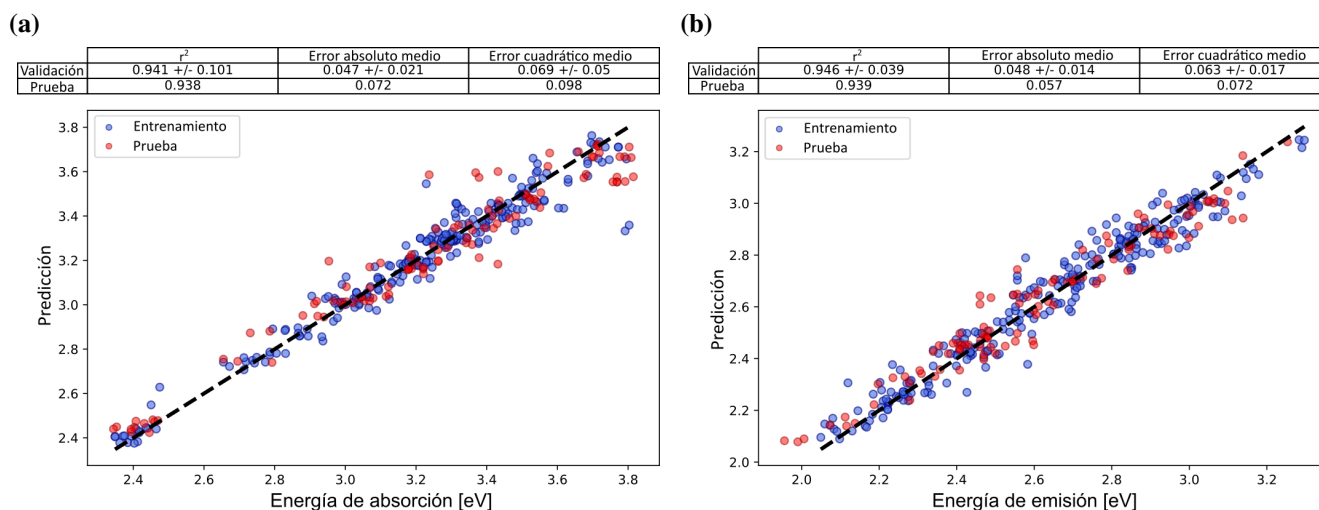 (a)
r²
Error absoluto medio
Error cuadrático medio
Validación
0.941 +/- 0.101
0.047 +/- 0.021
0.069 +/- 0.05
Prueba
0.938
0.072
0.098
3.8
3.6
3.4
3.2
3.0
2.8
2.6
2.4
Predicción
Entrenamiento
Prueba
2.4
2.6
2.8
3.0
3.2
3.4
3.6
3.8
Energía de absorción [eV]
(b)
r²
Error absoluto medio
Error cuadrático medio
Validación
0.946 +/- 0.039
0.048 +/- 0.014
0.063 +/- 0.017
Prueba
0.939
0.057
0.072
3.2
3.0
2.8
2.6
2.4
2.2
2.0
Predicción
Entrenamiento
Prueba
2.0
2.2
2.4
2.6
2.8
3.0
3.2
Energía de emisión [eV]